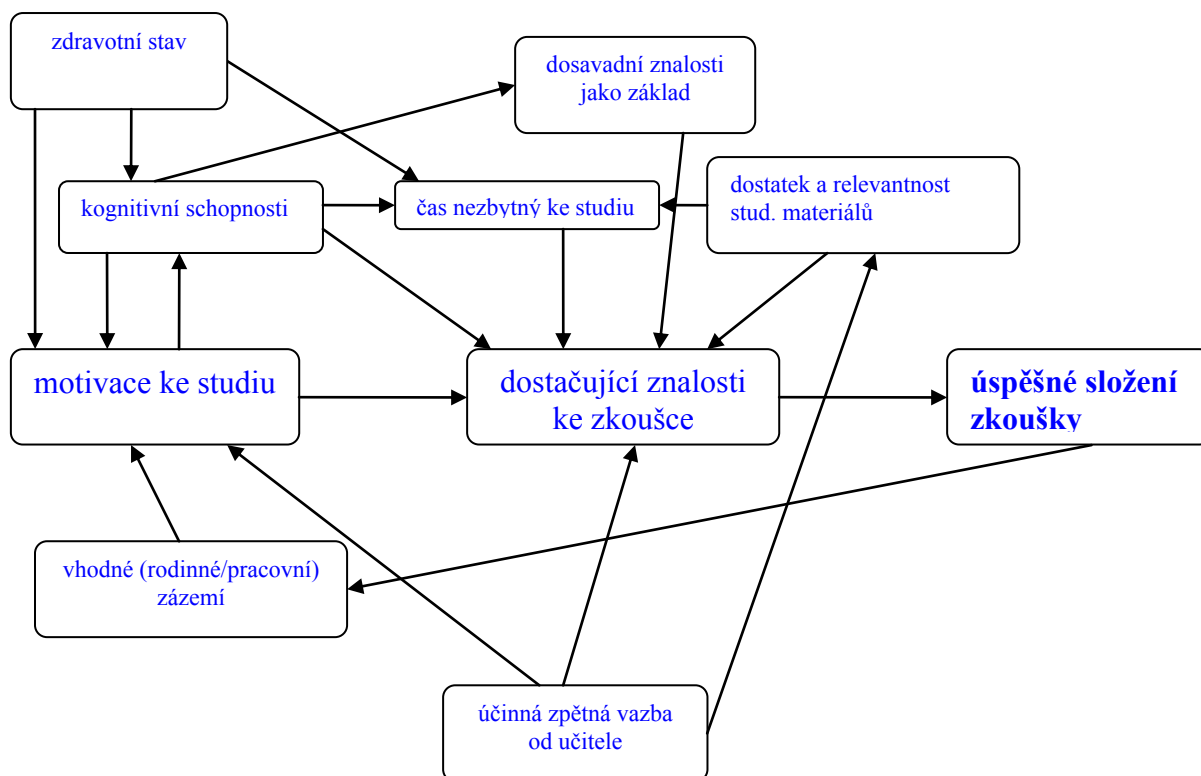 zdravotní stav
dosavadní znalosti
jako základ
kognitivní schopnosti
čas nezbytný ke studiu
dostatek a relevantnost
stud. materiálů
motivace ke studiu
dostačující znalosti
ke zkoušce
úspěšné složení
zkoušky
vhodné (rodinné/pracovní)
zázemí
účinná zpětná vazba
od učitele